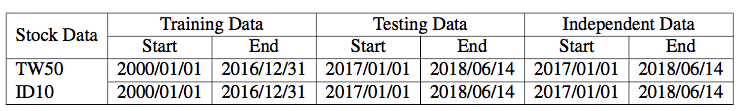 Stock Data Training Data Testing Data Independent Data
Start End Start End Start End
TW50 2000/01/01 2016/12/31 2017/01/01 2018/06/14 2017/01/01 2018/06/14
ID10 2000/01/01 2016/12/31 2017/01/01 2018/06/14 2017/01/01 2018/06/14